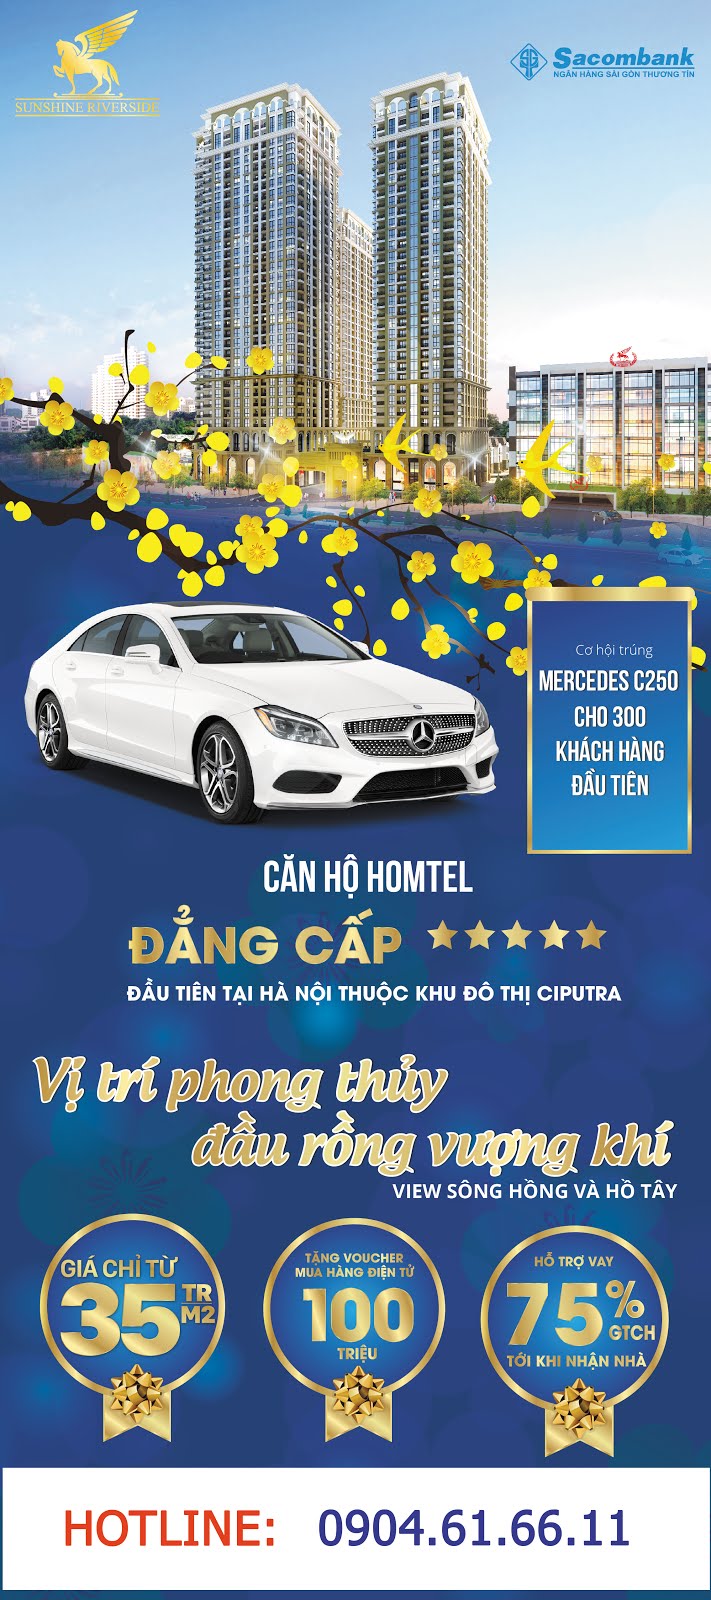 SUNSHINE RIVERSIDE
Sacombank
NGÂN HÀNG SÀI GÒN THƯƠNG TÍN
Cơ hội trúng
MERCEDES C250
CHO 300
KHÁCH HÀNG
ĐẦU TIÊN
CĂN HỘ HOMTEL
ĐẲNG CẤP
ĐẦU TIÊN TẠI HÀ NỘI THUỘC KHU ĐÔ THỊ CIPUTRA
Vị trí phong thủy
đầu rồng vượng khí
VIEW SÔNG HỒNG VÀ HỒ TÂY
GIÁ CHỈ TỪ
35 TR
M2
TẶNG VOUCHER
MUA HÀNG ĐIỆN TỬ
100
TRIỆU
HỖ TRỢ VAY
75%
GTCH
TỚI KHI NHẬN NHÀ
HOTLINE: 0904.61.66.11